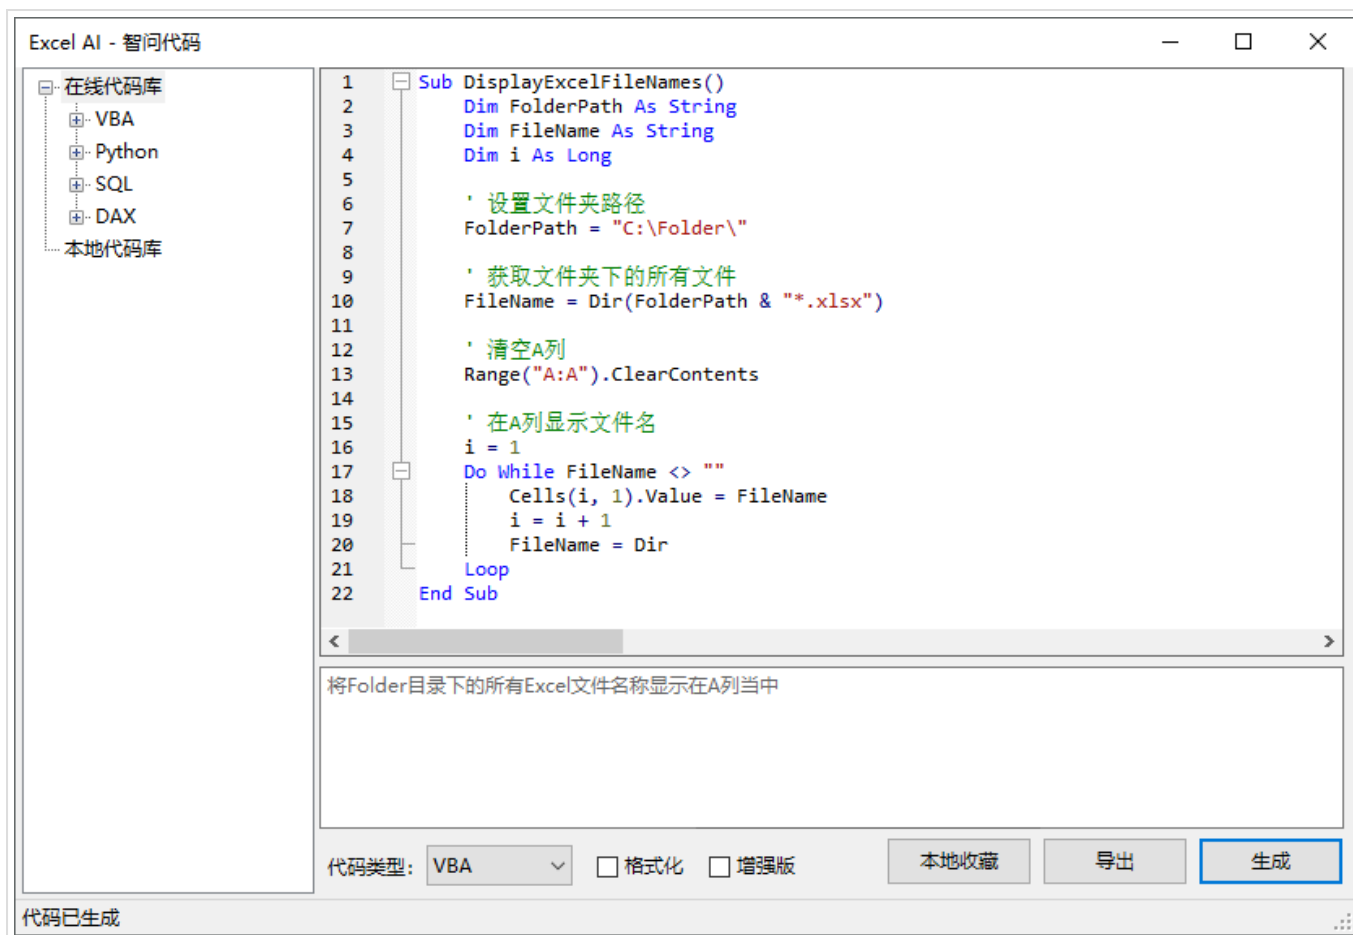 Excel AI - 智问代码
在线代码库
VBA
Python
SQL
DAX
本地代码库
1 Sub DisplayExcelFileNames()
2 Dim FolderPath As String
3 Dim FileName As String
4 Dim i As Long
5
6 ' 设置文件夹路径
7 FolderPath = "C:\Folder\"
8
9 ' 获取文件夹下的所有文件
10 FileName = Dir(FolderPath & "*.xlsx")
11
12 ' 清空A列
13 Range("A:A").ClearContents
14
15 ' 在A列显示文件名
16 i = 1
17 Do While FileName <> ""
18 Cells(i, 1).Value = FileName
19 i = i + 1
20 FileName = Dir
21 Loop
22 End Sub
将Folder目录下的所有Excel文件名称显示在A列当中
代码类型: VBA 格式化 增强版 本地收藏 导出 生成
代码已生成